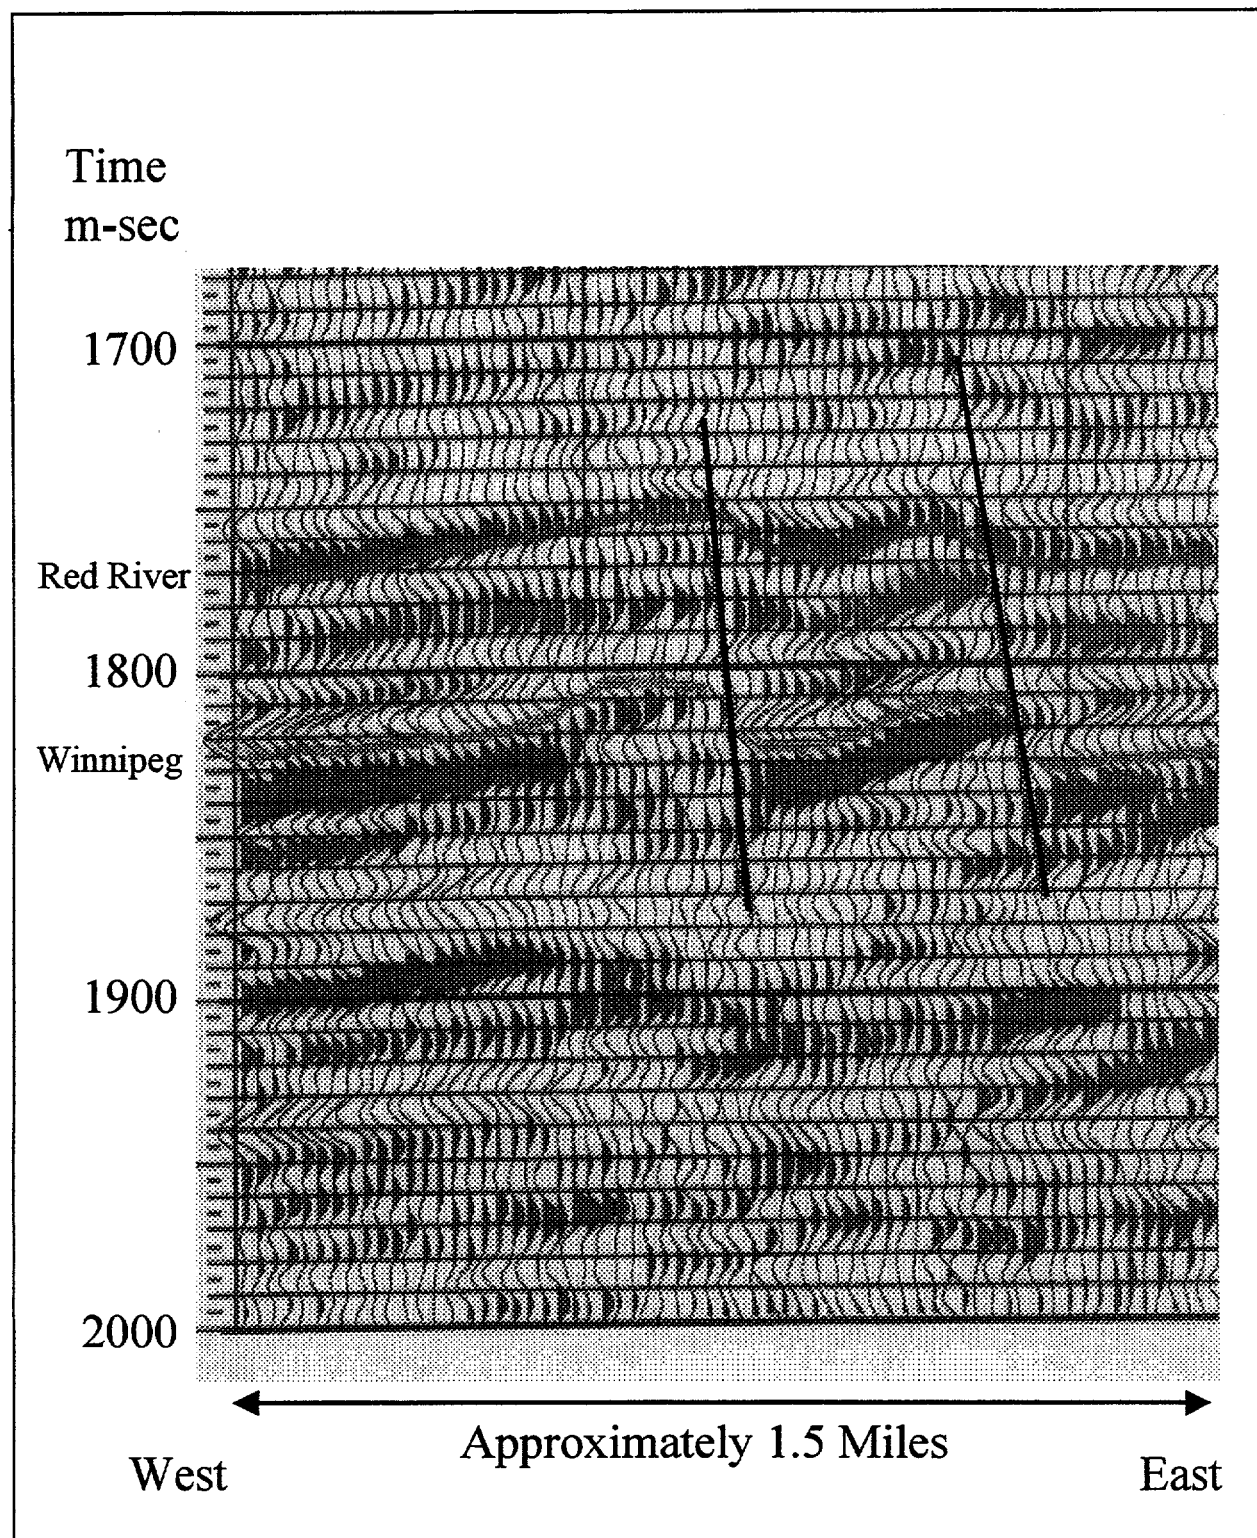 Time
m-sec
1700
Red River
1800
Winnipeg
1900
2000
Approximately 1.5 Miles
West
East